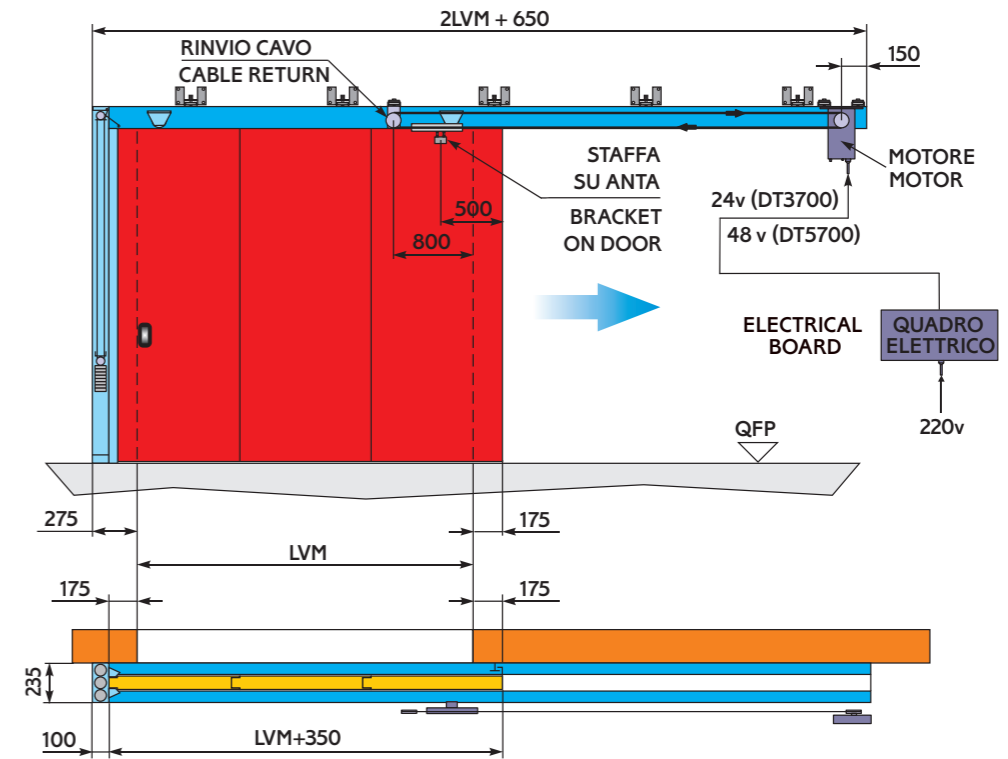 2LVM + 650
RINVIO CAVO
CABLE RETURN
150
STAFFA
SU ANTA
BRACKET
ON DOOR
MOTORE
MOTOR
24v (DT3700)
48 v (DT5700)
500
800
ELECTRICAL
BOARD
QUADRO
ELETTRICO
220v
QFP
275
175
LVM
175
175
235
100
LVM+350